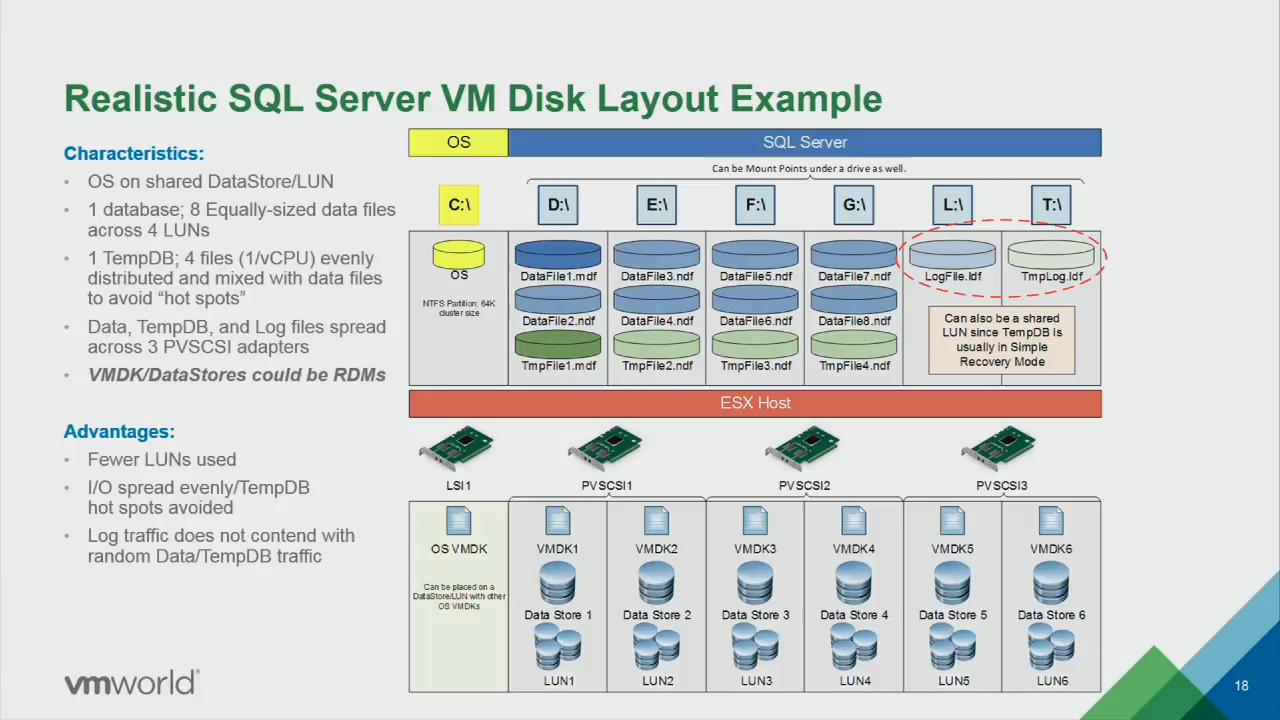 Realistic SQL Server VM Disk Layout Example
Characteristics:
• OS on shared DataStore/LUN
• 1 database; 8 Equally-sized data files
across 4 LUNs
• 1 TempDB; 4 files (1/vCPU) evenly
distributed and mixed with data files
to avoid “hot spots”
• Data, TempDB, and Log files spread
across 3 PVSCSI adapters
• VMDK/DataStores could be RDMs
Advantages:
• Fewer LUNs used
• I/O spread evenly/TempDB
hot spots avoided
• Log traffic does not contend with
random Data/TempDB traffic
OS SQL Server
Can be Mount Points under a drive as well.
C:\ D:\ E:\ F:\ G:\ L:\ T:\
OS DataFile1.mdf DataFile3.ndf DataFile5.ndf DataFile7.ndf LogFile.ldf TmpLog.ldf
NTFS Partition: 64K
cluster size
DataFile2.ndf DataFile4.ndf DataFile6.ndf DataFile8.ndf
TmpFile1.mdf TmpFile2.ndf TmpFile3.ndf TmpFile4.ndf
Can also be a shared
LUN since TempDB is
usually in Simple
Recovery Mode
ESX Host
LSI1 PVSCSI1 PVSCSI2 PVSCSI3
OS VMDK VMDK1 VMDK2 VMDK3 VMDK4 VMDK5 VMDK6
Can be placed on a
DataStore/LUN with other
OS VMDKs
Data Store 1 Data Store 2 Data Store 3 Data Store 4 Data Store 5 Data Store 6
LUN1 LUN2 LUN3 LUN4 LUN5 LUN6
vmworld®
18